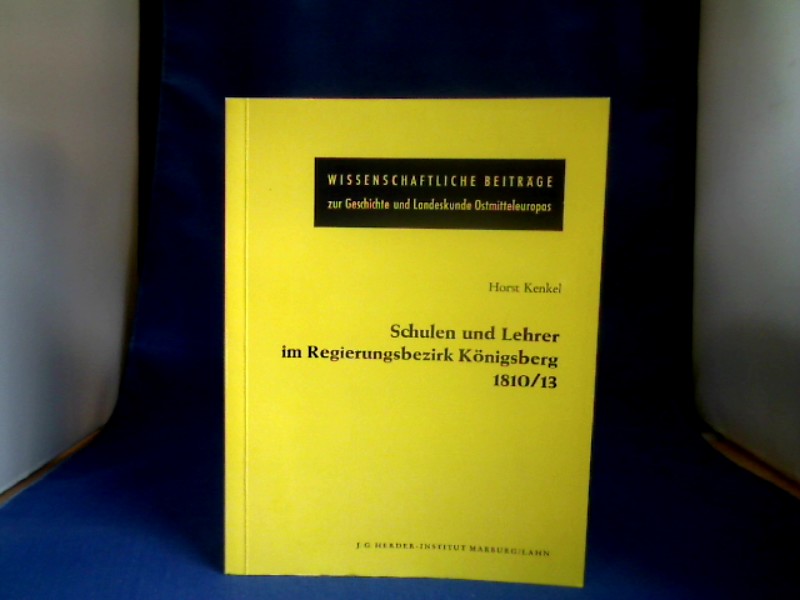 WISSENSCHAFTLICHE BEITRÄGE
zur Geschichte und Landeskunde Ostmitteleuropas
Horst Kenkel
Schulen und Lehrer
im Regierungsbezirk Königsberg
1810/13
J. G. HERDER-INSTITUT MARBURG/LAHN